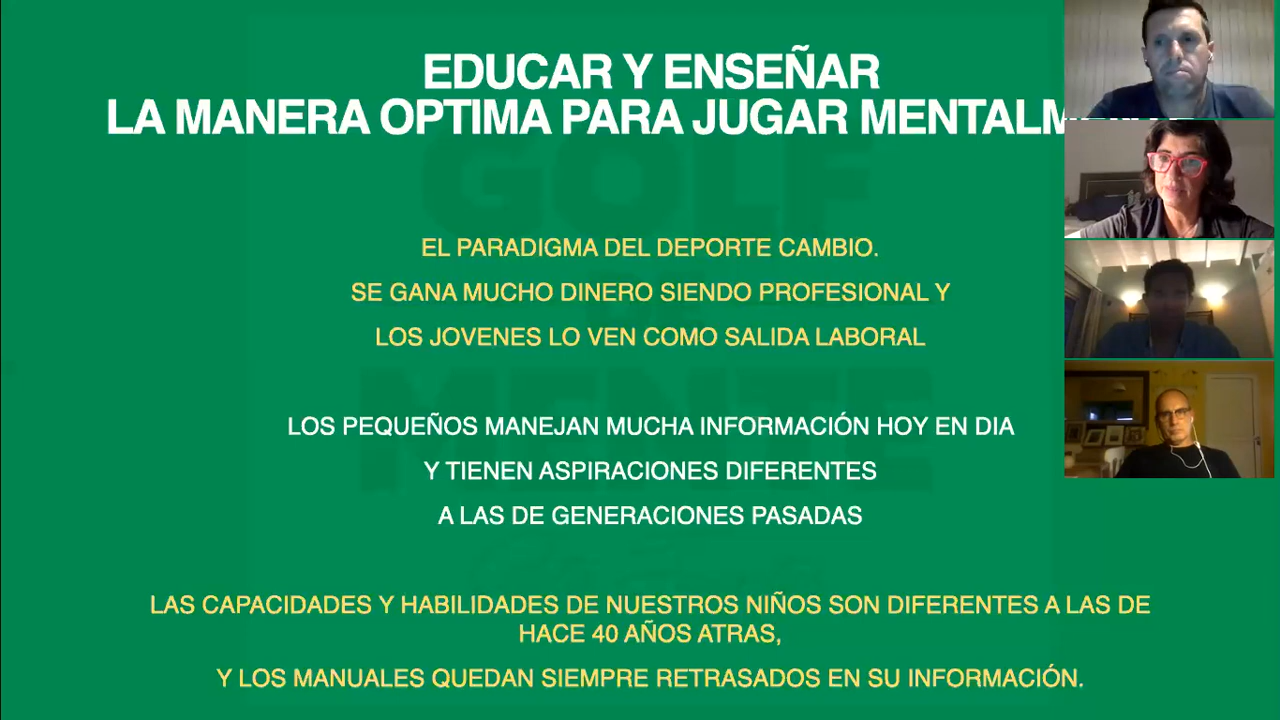 EDUCAR Y ENSEÑAR
LA MANERA OPTIMA PARA JUGAR
EL PARADIGMA DEL DEPORTE CAMBIO.
SE GANA MUCHO DINERO SIENDO PROFESIONAL Y
LOS JOVENES LO VEN COMO SALIDA LABORAL
LOS PEQUEÑOS MANEJAN MUCHA INFORMACIÓN HOY EN DIA
Y TIENEN ASPIRACIONES DIFERENTES
A LAS DE GENERACIONES PASADAS
LAS CAPACIDADES Y HABILIDADES DE NUESTROS NIÑOS SON DIFERENTES A LAS DE
HACE 40 AÑOS ATRAS,
Y LOS MANUALES QUEDAN SIEMPRE RETRASADOS EN SU INFORMACIÓN.
GOLF
DE
MENTE